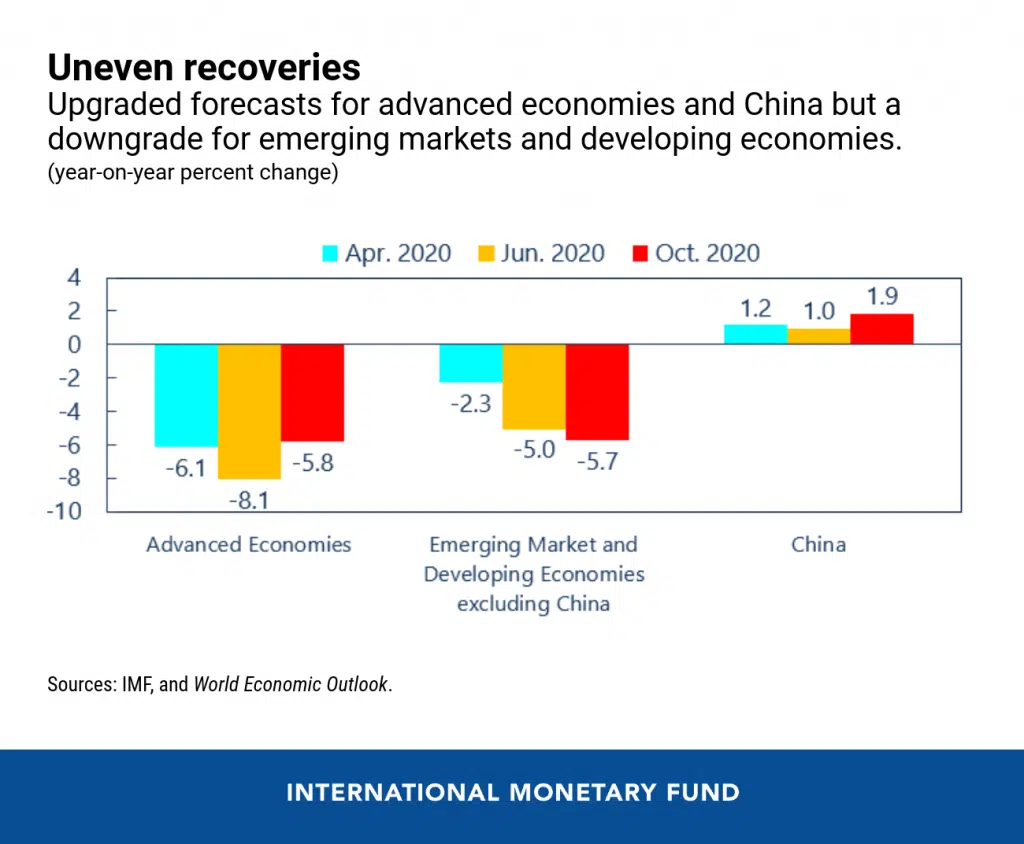 Uneven recoveries
Upgraded forecasts for advanced economies and China but a
downgrade for emerging markets and developing economies.
(year-on-year percent change)
Apr. 2020 Jun. 2020 Oct. 2020
4
2
0
-2
-4
-6
-8
-10
-6.1
-8.1
-5.8
-2.3
-5.0
-5.7
1.2
1.0
1.9
Advanced Economies
Emerging Market and
Developing Economies
excluding China
China
Sources: IMF, and World Economic Outlook.
INTERNATIONAL MONETARY FUND